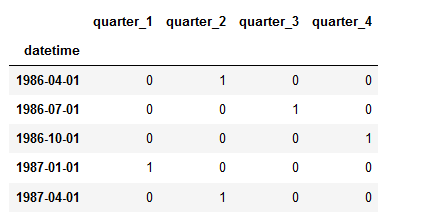 quarter_1 quarter_2 quarter_3 quarter_4
datetime
1986-04-01 0 1 0 0
1986-07-01 0 0 1 0
1986-10-01 0 0 0 1
1987-01-01 1 0 0 0
1987-04-01 0 1 0 0